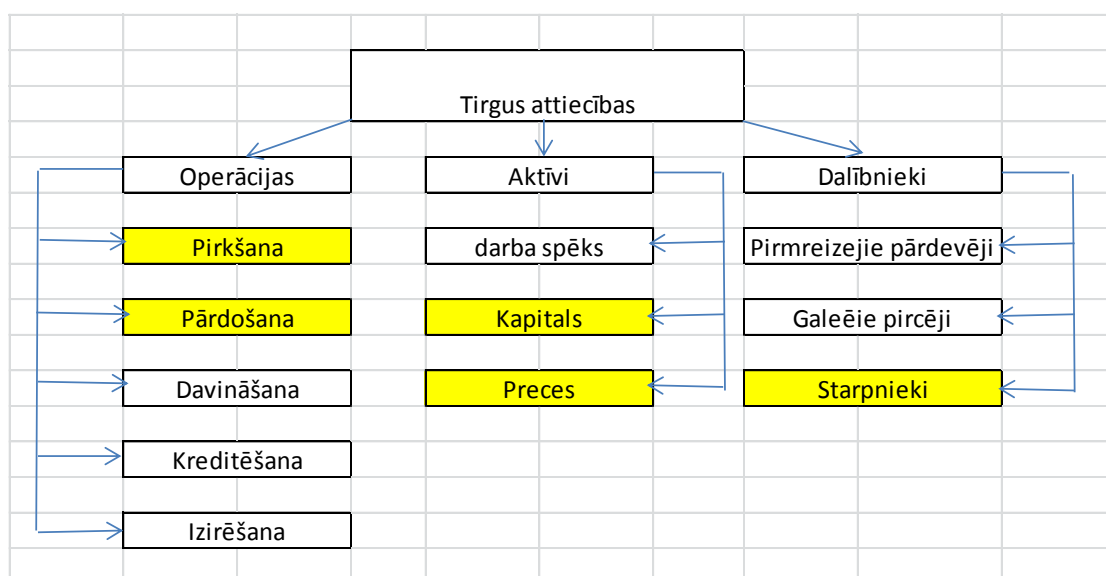 Tirgus attiecības
Operācijas
Aktīvi
Dalībnieki
Pirkšana
darba spēks
Pirmreizejie pārdevēji
Pārdošana
Kapitals
Galeēie pircēji
Davināšana
Preces
Starpnieki
Kreditēšana
Izirēšana